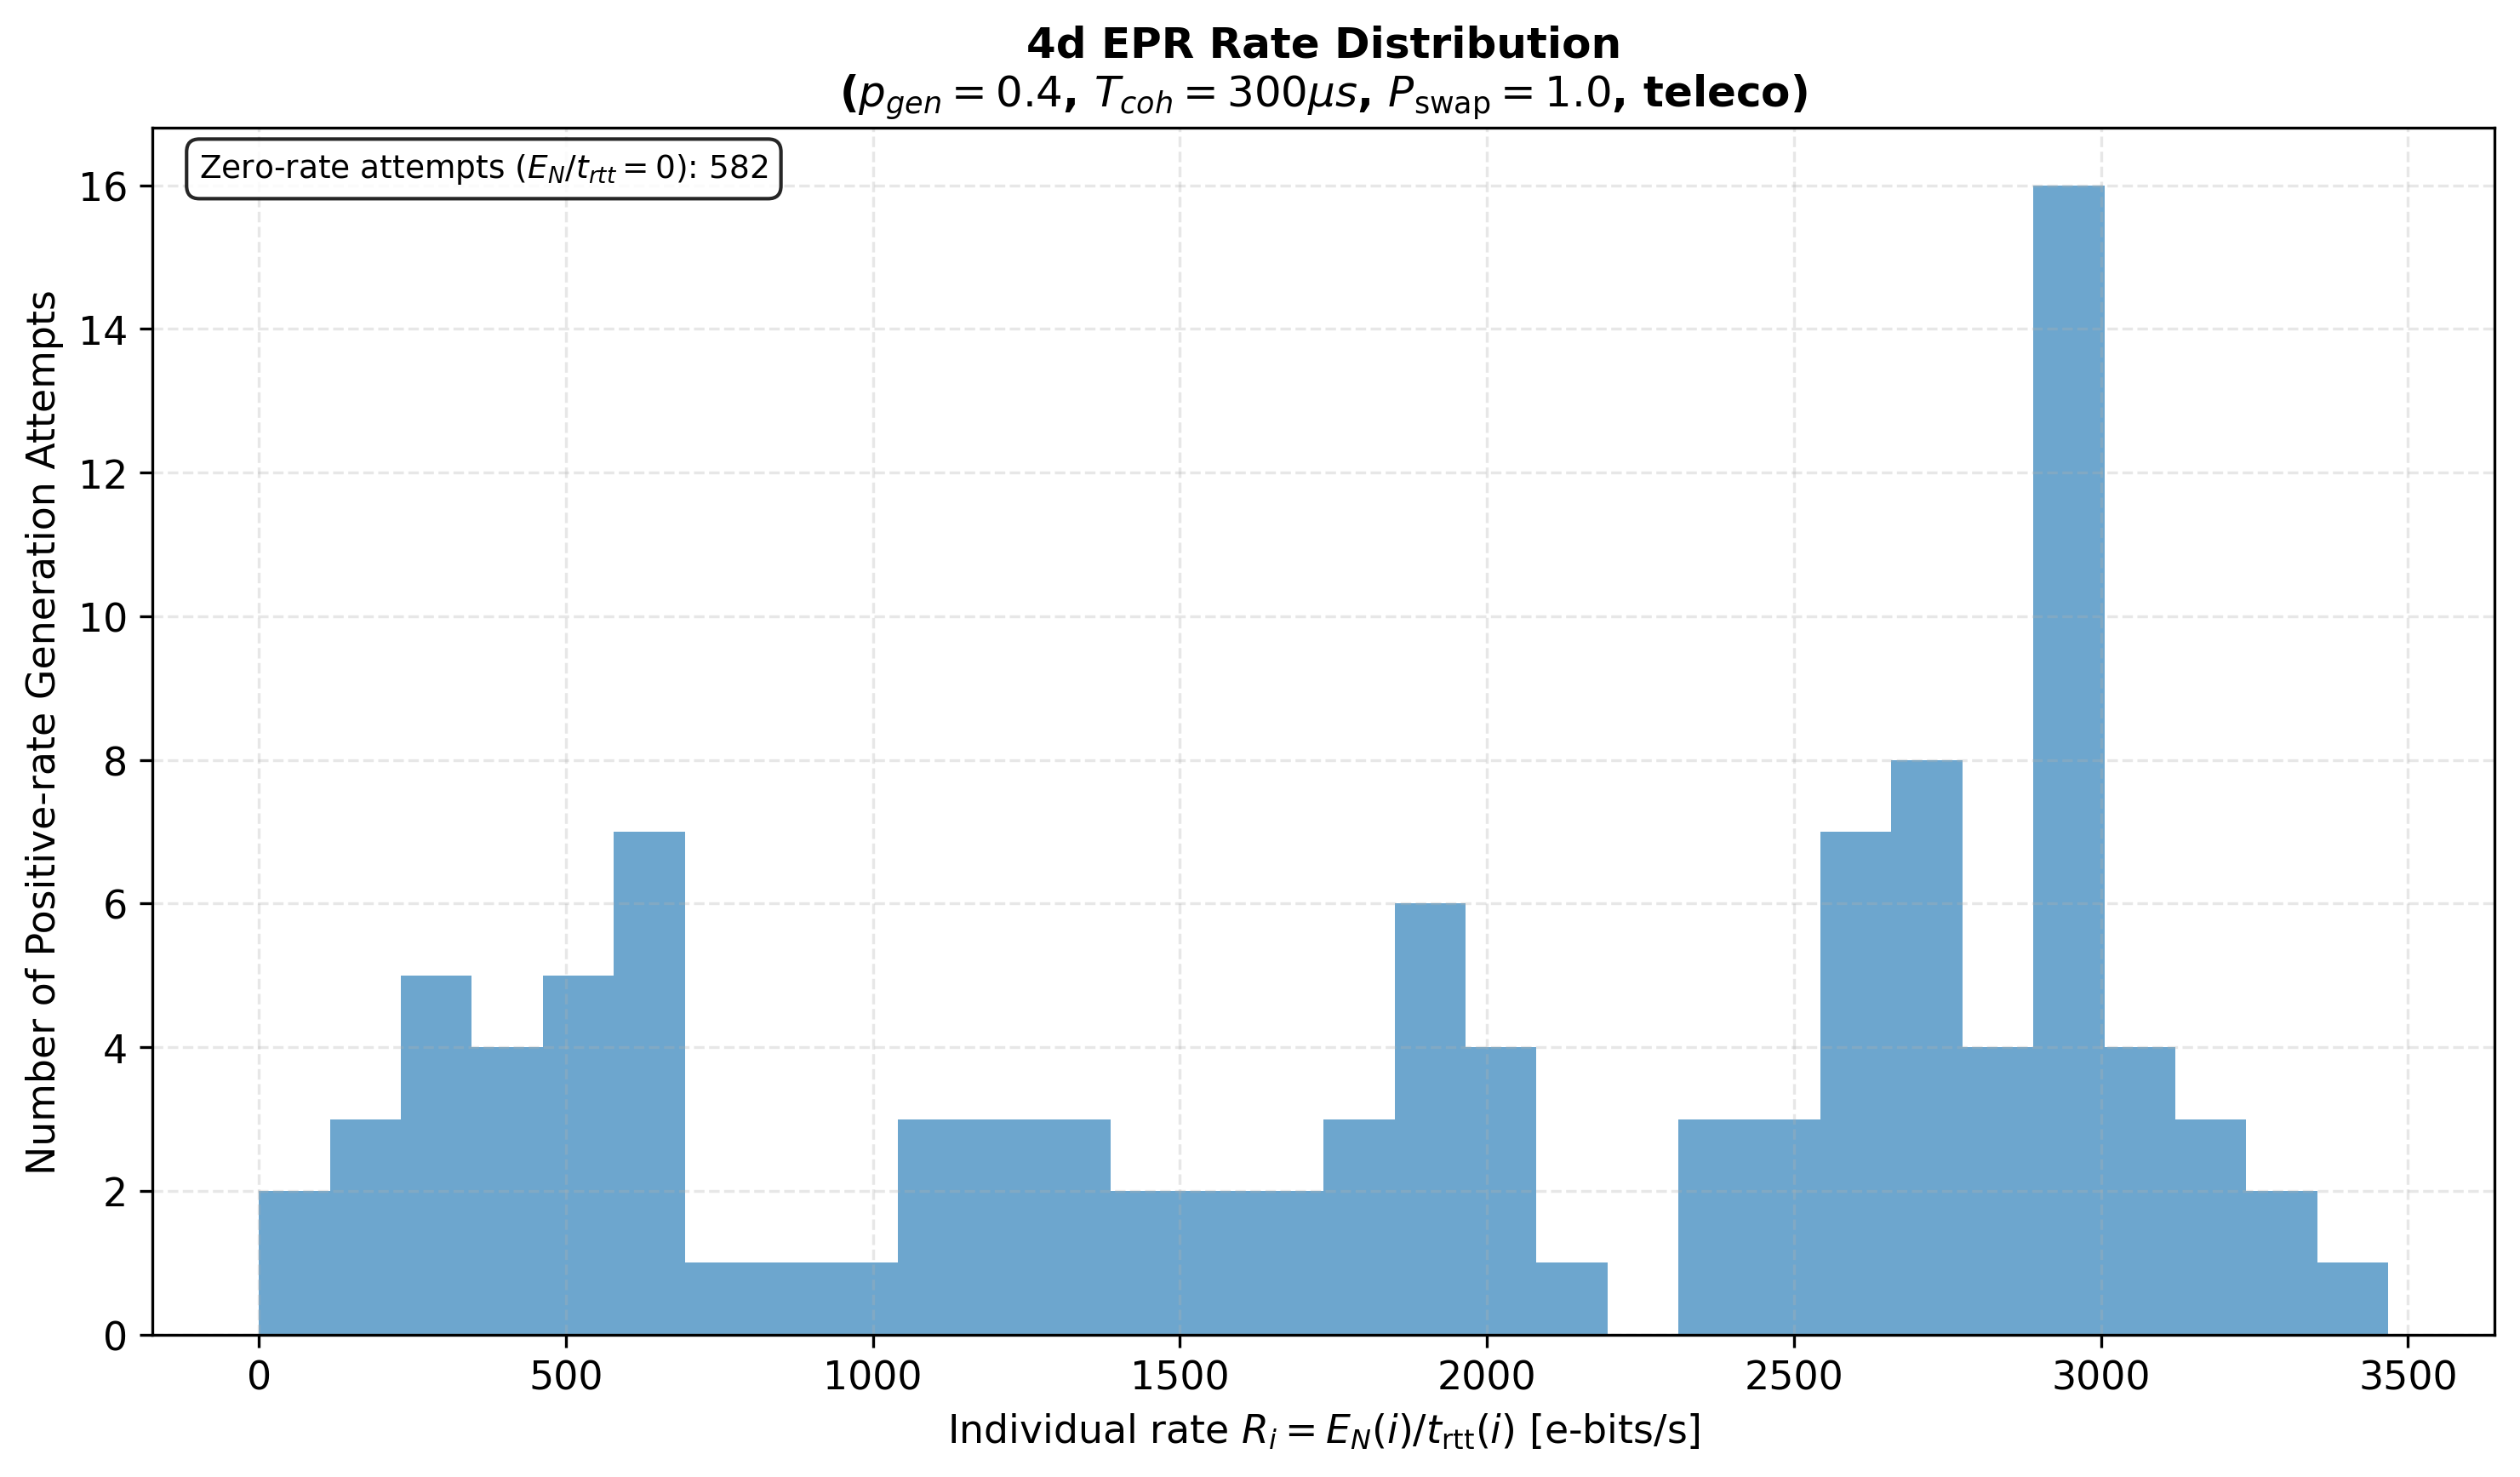 4d EPR Rate Distribution
(p_gen = 0.4, T_coh = 300μs, P_swap = 1.0, teleco)
Zero-rate attempts (E_N/t_rtt = 0): 582
Number of Positive-rate Generation Attempts
16
14
12
10
8
6
4
2
0
0 500 1000 1500 2000 2500 3000 3500
Individual rate R_i = E_N(i)/t_rtt(i) [e-bits/s]